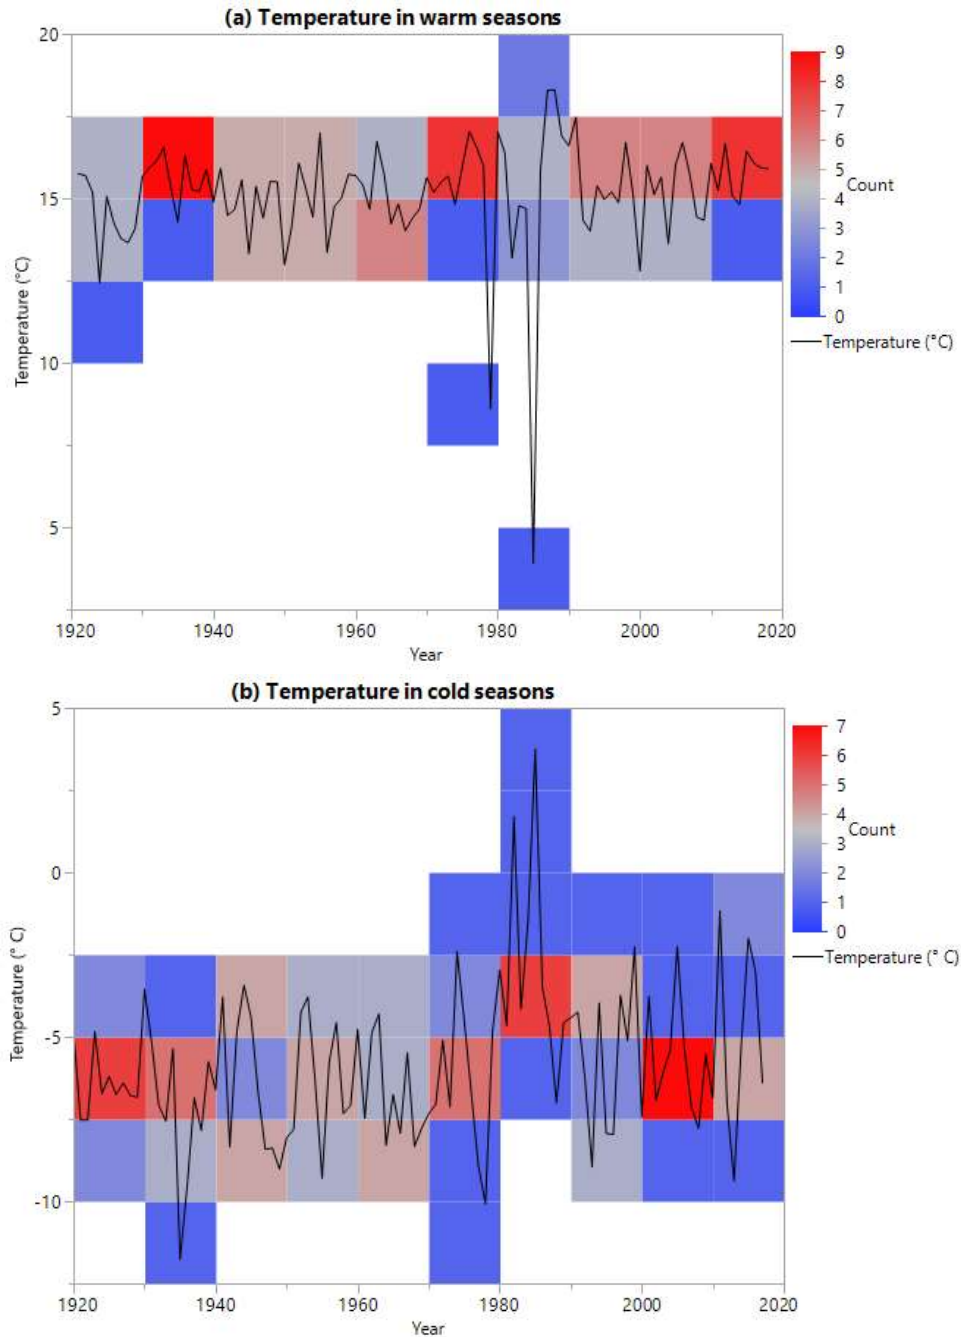 (a) Temperature in warm seasons
20
15
10
5
Temperature (°C)
1920 1940 1960 1980 2000 2020
Year
9
8
7
6
5
4
3
2
1
0
Count
Temperature (°C)
(b) Temperature in cold seasons
5
0
-5
-10
Temperature (° C)
1920 1940 1960 1980 2000 2020
Year
7
6
5
4
3
2
1
0
Count
Temperature (° C)